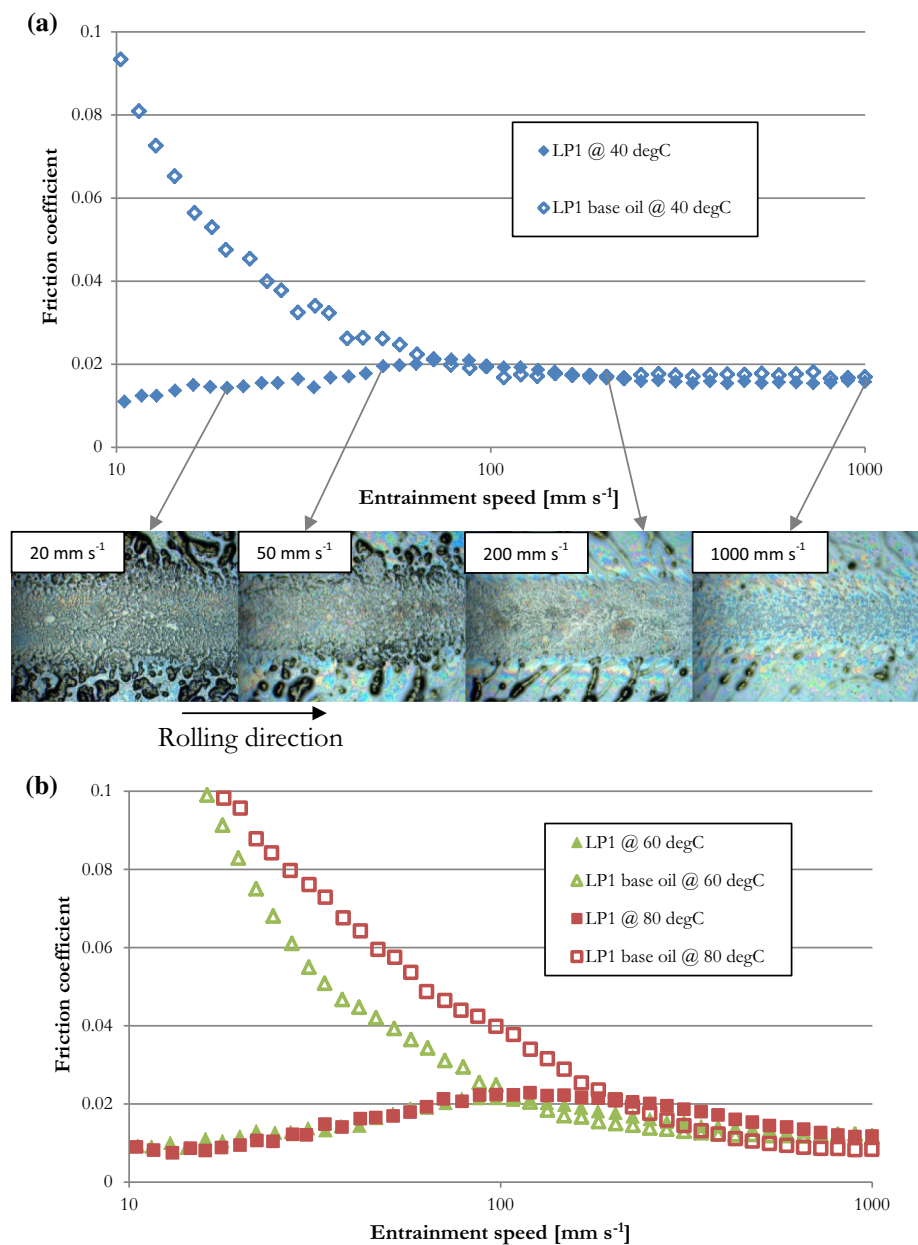 (a)
0.1
0.08
0.06
0.04
0.02
0
Friction coefficient
LP1 @ 40 degC
LP1 base oil @ 40 degC
10
100
1000
Entrainment speed [mm s⁻¹]
20 mm s⁻¹
50 mm s⁻¹
200 mm s⁻¹
1000 mm s⁻¹
Rolling direction
(b)
0.1
0.08
0.06
0.04
0.02
0
Friction coefficient
LP1 @ 60 degC
LP1 base oil @ 60 degC
LP1 @ 80 degC
LP1 base oil @ 80 degC
10
100
1000
Entrainment speed [mm s⁻¹]